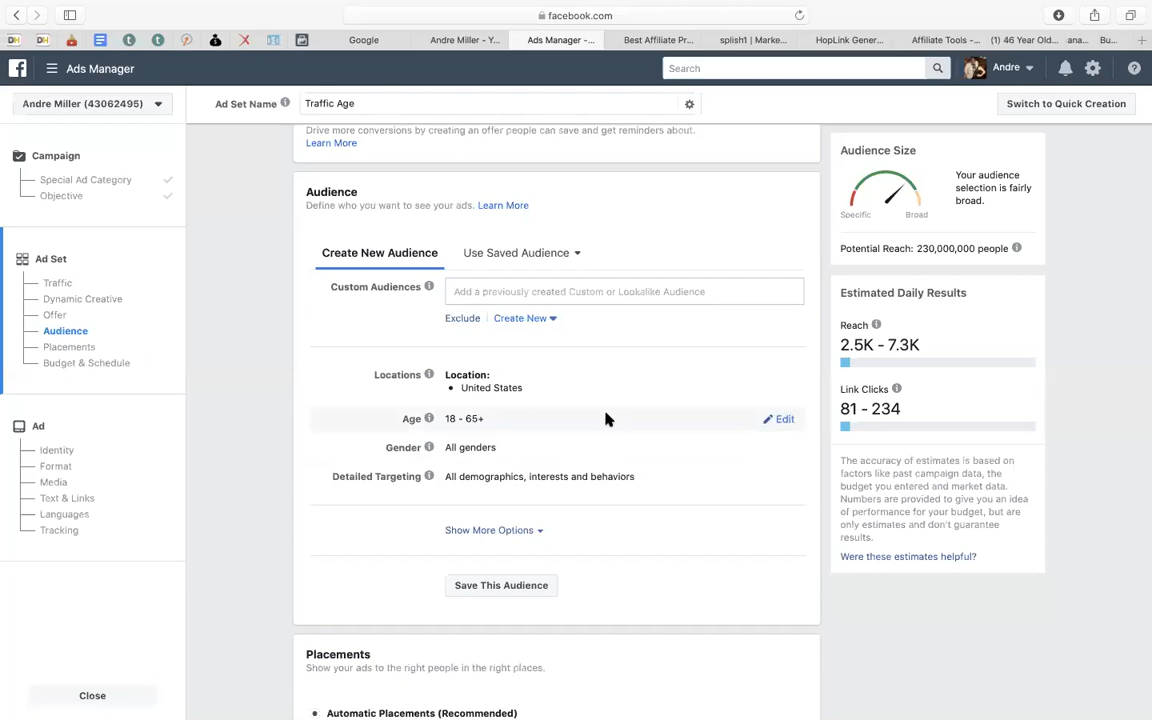 facebook.com
Google
Andre Miller - Y...
Ads Manager -...
Best Affiliate Pr...
splish1 | Marke...
HopLink Gener...
Affiliate Tools -...
(1) 46 Year Old...
ana...
Bu...
Ads Manager
Search
Andre
Andre Miller (43062495)
Ad Set Name
Traffic Age
Switch to Quick Creation
Campaign
Special Ad Category
Objective
Ad Set
Traffic
Dynamic Creative
Offer
Audience
Placements
Budget & Schedule
Ad
Identity
Format
Media
Text & Links
Languages
Tracking
Close
Drive more conversions by creating an offer people can save and get reminders about.
Learn More
Audience
Define who you want to see your ads. Learn More
Create New Audience
Use Saved Audience
Custom Audiences
Add a previously created Custom or Lookalike Audience
Exclude
Create New
Locations
Location:
• United States
Age
18 - 65+
Edit
Gender
All genders
Detailed Targeting
All demographics, interests and behaviors
Show More Options
Save This Audience
Placements
Show your ads to the right people in the right places.
Automatic Placements (Recommended)
Audience Size
Your audience
selection is fairly
broad.
Specific
Broad
Potential Reach: 230,000,000 people
Estimated Daily Results
Reach
2.5K - 7.3K
Link Clicks
81 - 234
The accuracy of estimates is based on
factors like past campaign data, the
budget you entered and market data.
Numbers are provided to give you an idea
of performance for your budget, but are
only estimates and don't guarantee
results.
Were these estimates helpful?